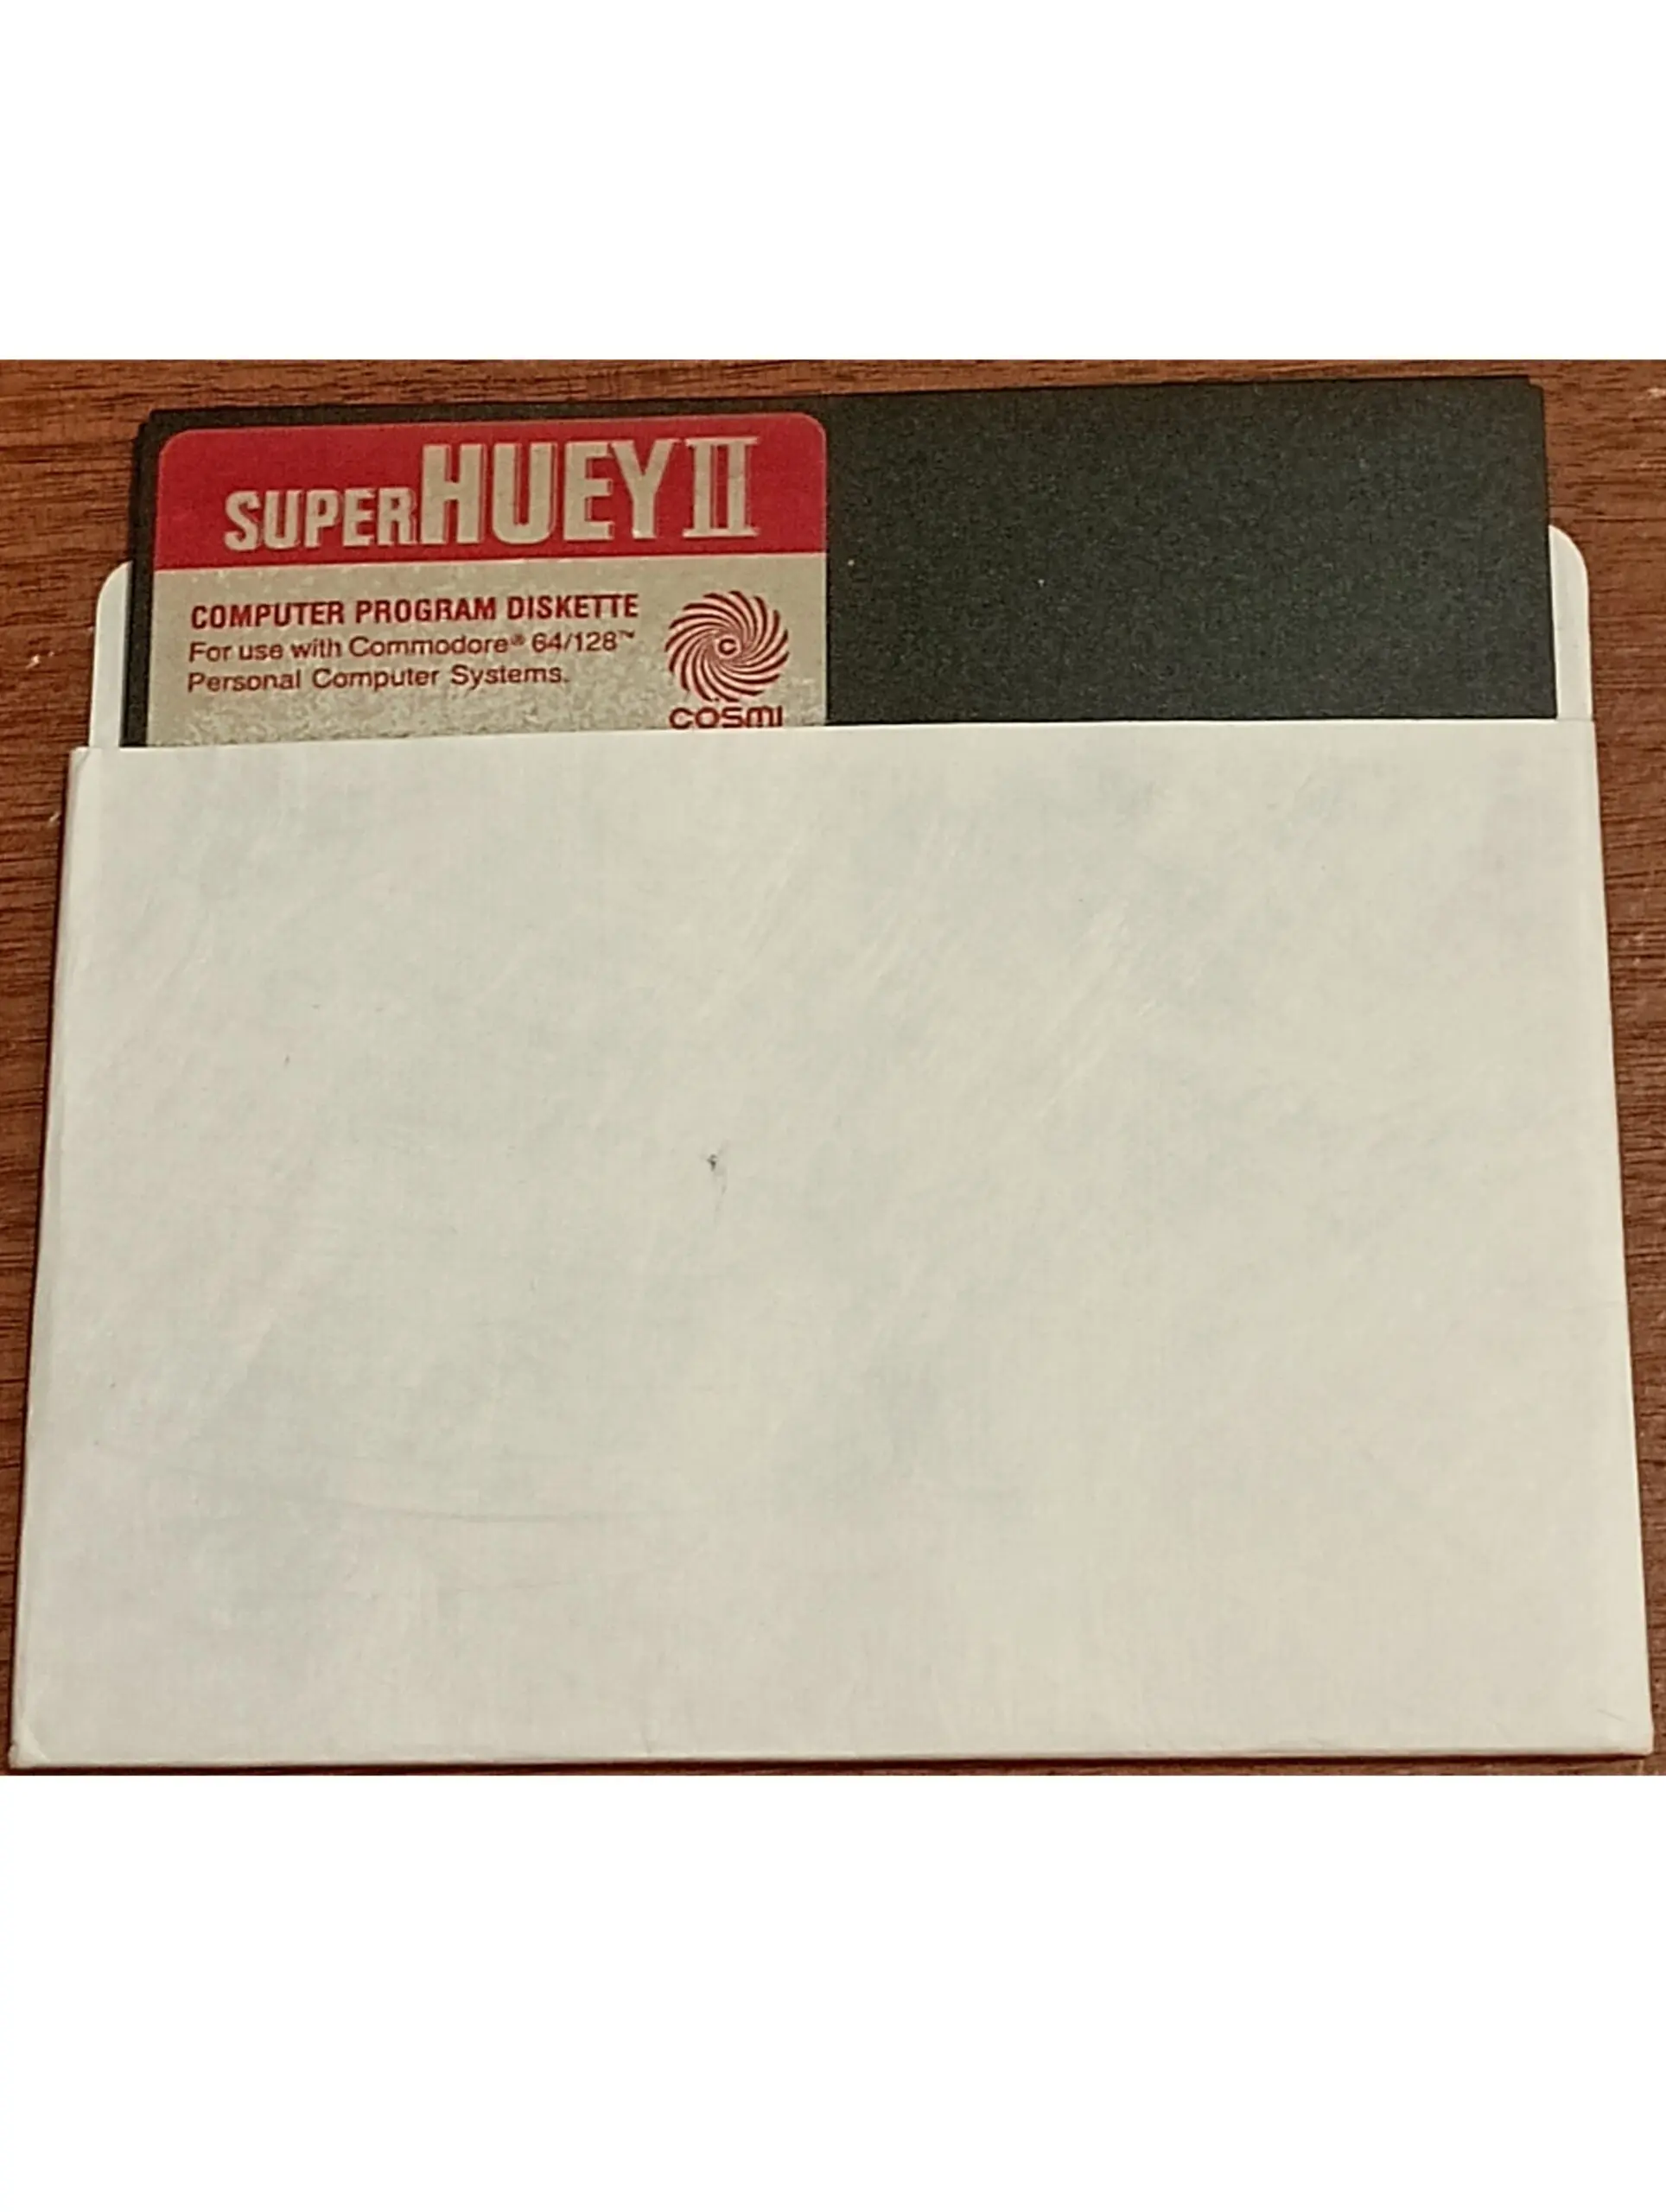 SUPER HUEY II
COMPUTER PROGRAM DISKETTE
For use with Commodore® 64/128™
Personal Computer Systems.
COSMI